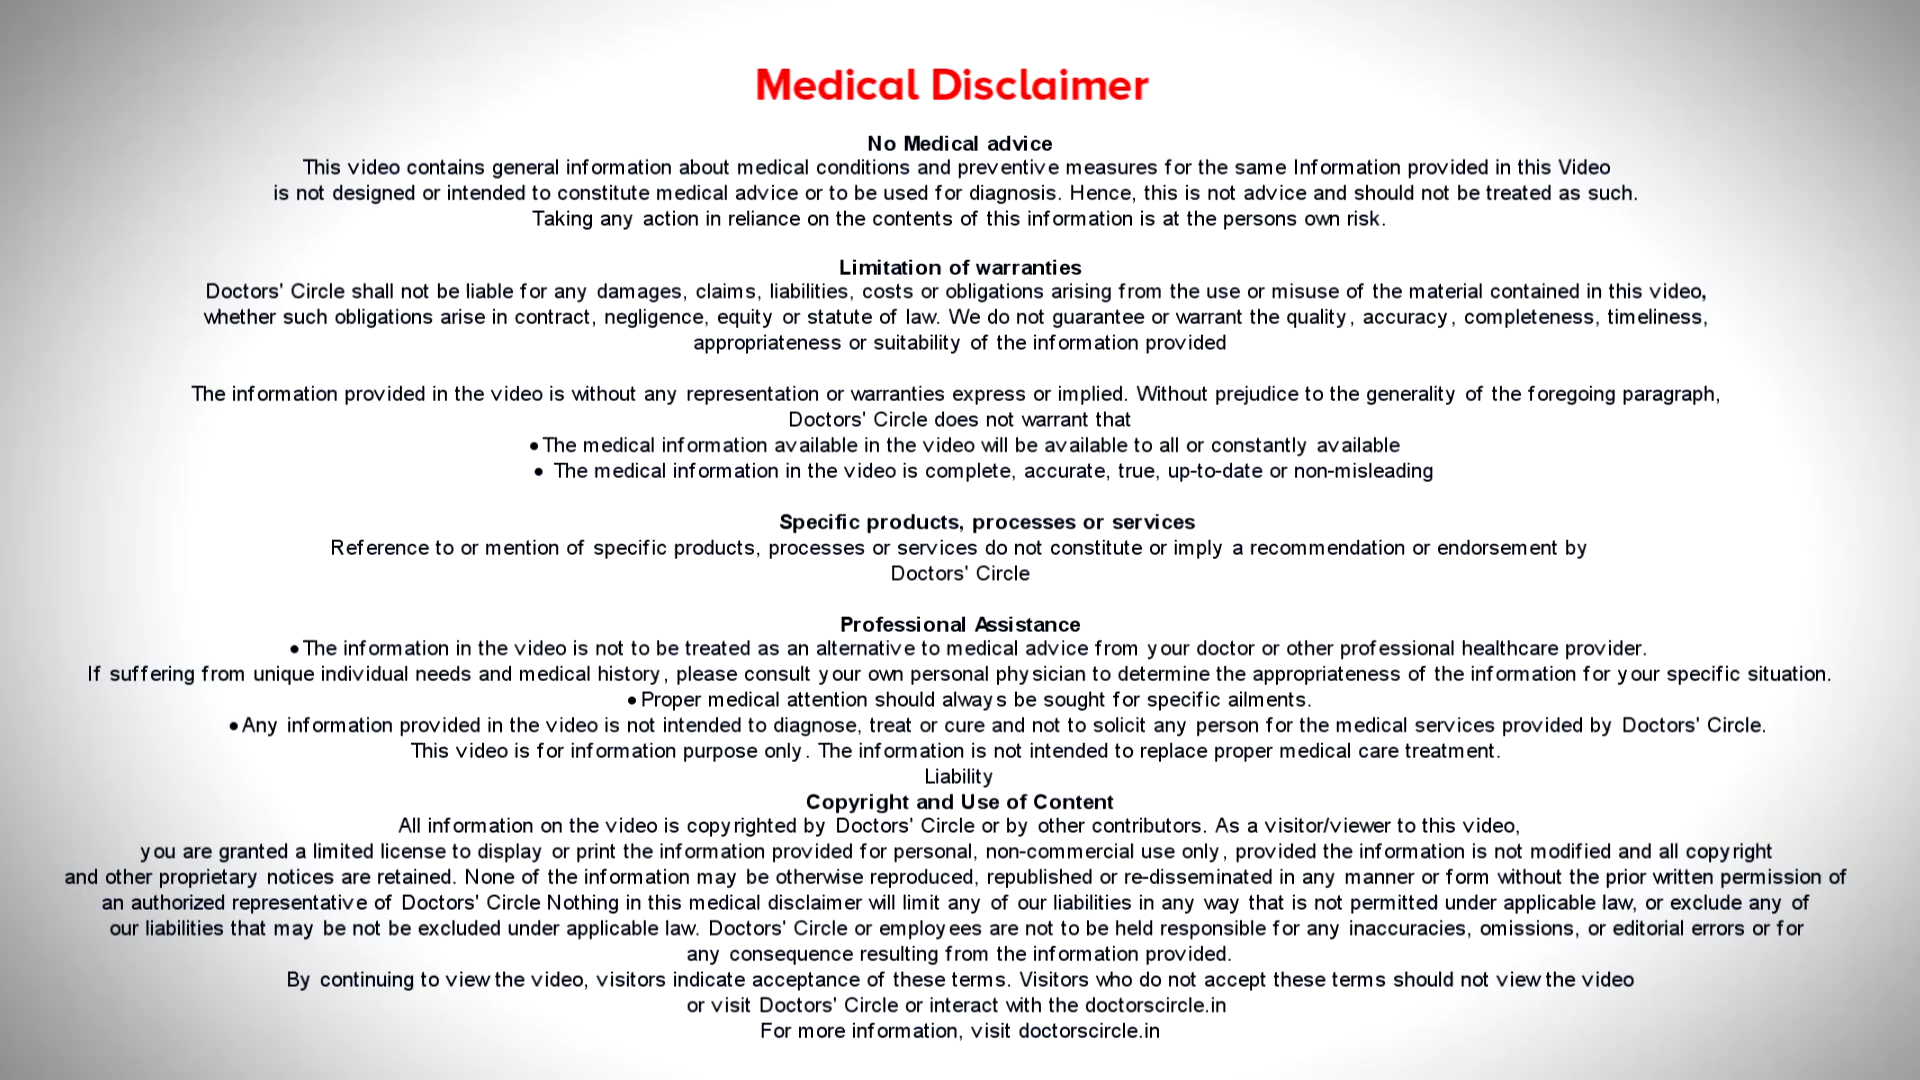 Medical Disclaimer
No Medical advice
This video contains general information about medical conditions and preventive measures for the same Information provided in this Video
is not designed or intended to constitute medical advice or to be used for diagnosis. Hence, this is not advice and should not be treated as such.
Taking any action in reliance on the contents of this information is at the persons own risk.
Limitation of warranties
Doctors' Circle shall not be liable for any damages, claims, liabilities, costs or obligations arising from the use or misuse of the material contained in this video,
whether such obligations arise in contract, negligence, equity or statute of law. We do not guarantee or warrant the quality, accuracy, completeness, timeliness,
appropriateness or suitability of the information provided
The information provided in the video is without any representation or warranties express or implied. Without prejudice to the generality of the foregoing paragraph,
Doctors' Circle does not warrant that
• The medical information available in the video will be available to all or constantly available
• The medical information in the video is complete, accurate, true, up-to-date or non-misleading
Specific products, processes or services
Reference to or mention of specific products, processes or services do not constitute or imply a recommendation or endorsement by
Doctors' Circle
Professional Assistance
• The information in the video is not to be treated as an alternative to medical advice from your doctor or other professional healthcare provider.
If suffering from unique individual needs and medical history, please consult your own personal physician to determine the appropriateness of the information for your specific situation.
• Proper medical attention should always be sought for specific ailments.
• Any information provided in the video is not intended to diagnose, treat or cure and not to solicit any person for the medical services provided by Doctors' Circle.
This video is for information purpose only. The information is not intended to replace proper medical care treatment.
Liability
Copyright and Use of Content
All information on the video is copyrighted by Doctors' Circle or by other contributors. As a visitor/viewer to this video,
you are granted a limited license to display or print the information provided for personal, non-commercial use only, provided the information is not modified and all copyright
and other proprietary notices are retained. None of the information may be otherwise reproduced, republished or re-disseminated in any manner or form without the prior written permission of
an authorized representative of Doctors' Circle Nothing in this medical disclaimer will limit any of our liabilities in any way that is not permitted under applicable law, or exclude any of
our liabilities that may be not be excluded under applicable law. Doctors' Circle or employees are not to be held responsible for any inaccuracies, omissions, or editorial errors or for
any consequence resulting from the information provided.
By continuing to view the video, visitors indicate acceptance of these terms. Visitors who do not accept these terms should not view the video
or visit Doctors' Circle or interact with the doctorscircle.in
For more information, visit doctorscircle.in